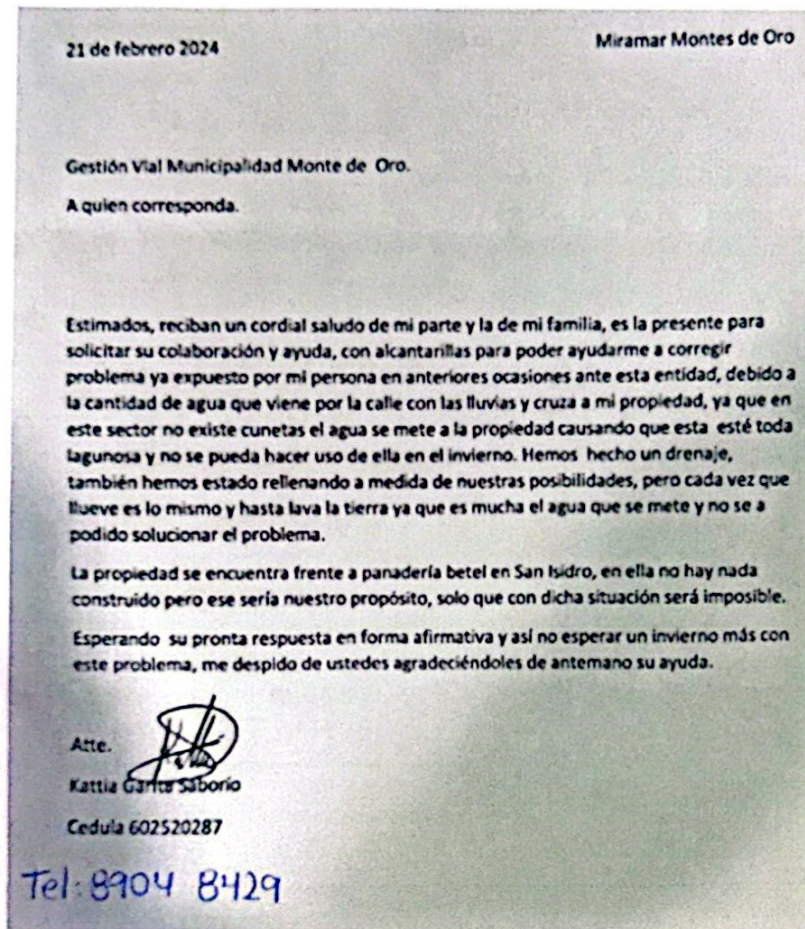 21 de febrero 2024
Miramar Montes de Oro
Gestión Vial Municipalidad Monte de Oro.
A quien corresponda.
Estimados, reciban un cordial saludo de mi parte y la de mi familia, es la presente para
solicitar su colaboración y ayuda, con alcantarillas para poder ayudarme a corregir
problema ya expuesto por mi persona en anteriores ocasiones ante esta entidad, debido a
la cantidad de agua que viene por la calle con las lluvias y cruza a mi propiedad, ya que en
este sector no existe cunetas el agua se mete a la propiedad causando que esta esté toda
lagunosa y no se pueda hacer uso de ella en el invierno. Hemos hecho un drenaje,
también hemos estado rellenando a medida de nuestras posibilidades, pero cada vez que
llueve es lo mismo y hasta lava la tierra ya que es mucha el agua que se mete y no se a
podido solucionar el problema.
La propiedad se encuentra frente a panadería betel en San Isidro, en ella no hay nada
construido pero ese sería nuestro propósito, solo que con dicha situación será imposible.
Esperando su pronta respuesta en forma afirmativa y así no esperar un invierno más con
este problema, me despido de ustedes agradeciéndoles de antemano su ayuda.
Atte.
Kattia Garita Saborio
Cedula 602520287
Tel: 8904 8429